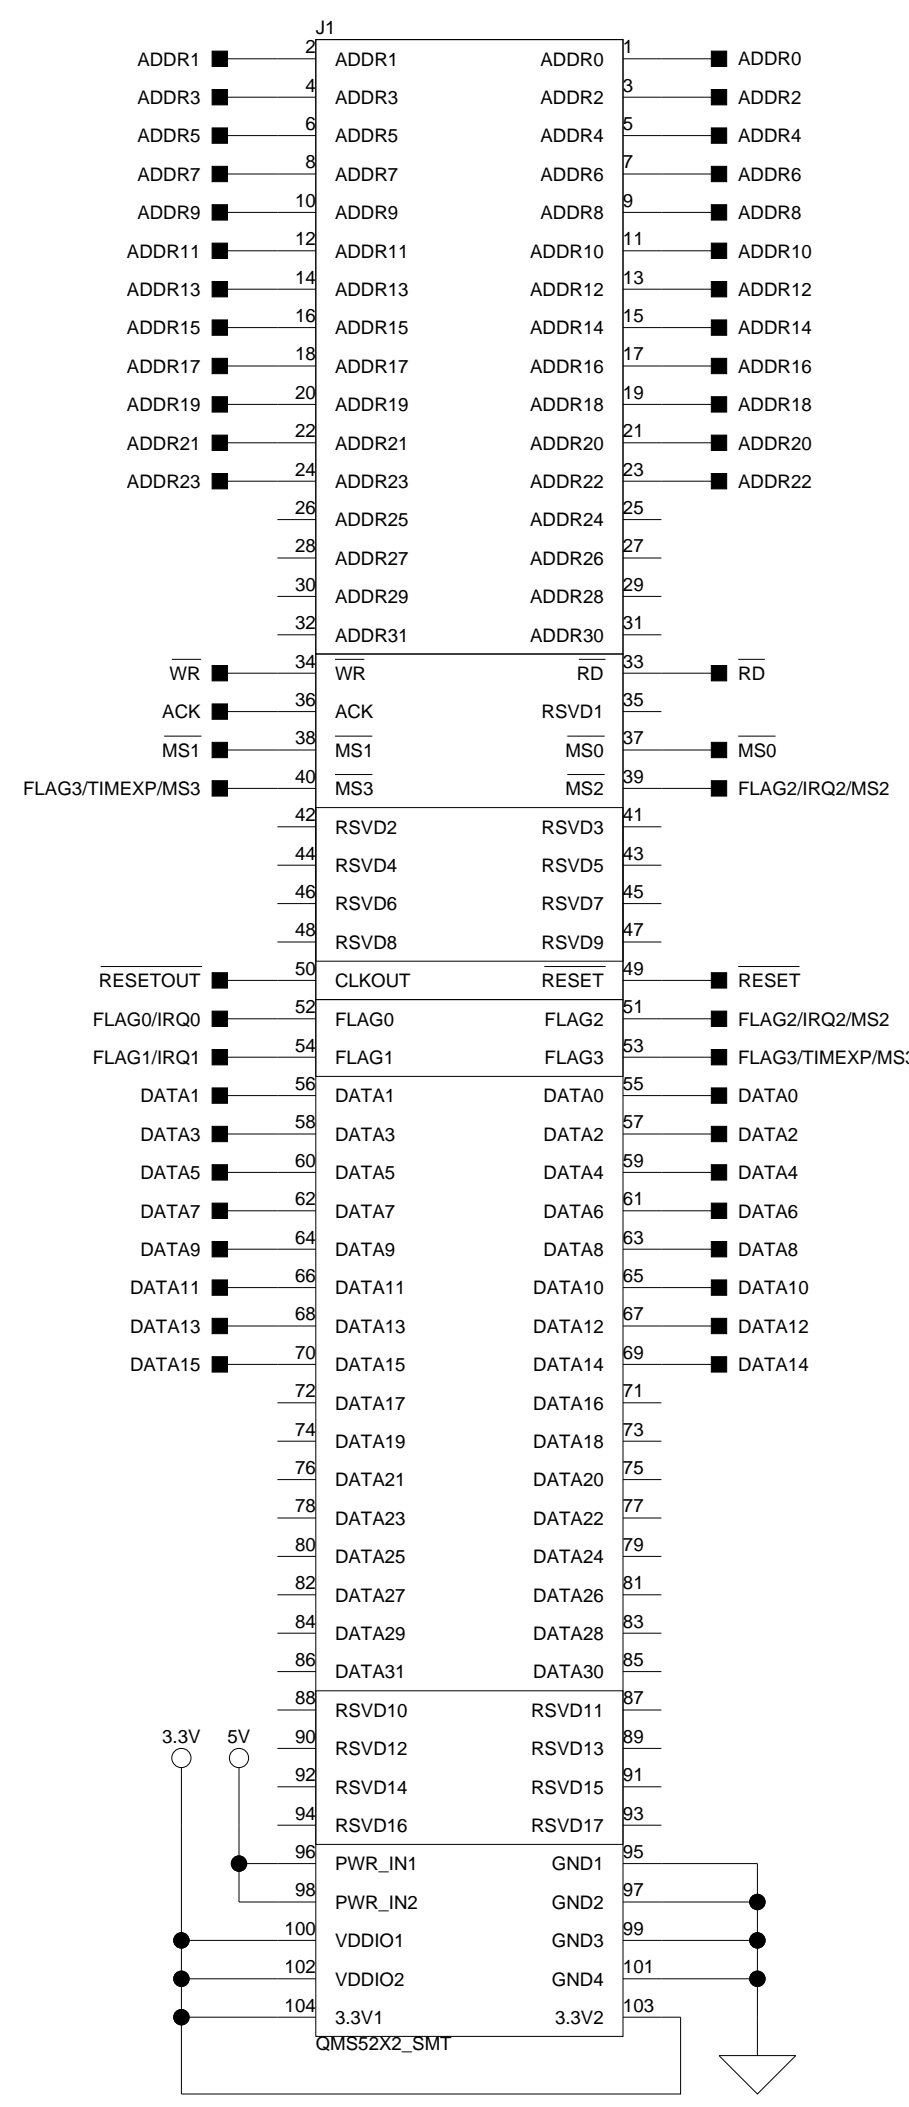 J1
ADDR1 2 ADDR1 ADDR0 1 ADDR0
ADDR3 4 ADDR3 ADDR2 3 ADDR2
ADDR5 6 ADDR5 ADDR4 5 ADDR4
ADDR7 8 ADDR7 ADDR6 7 ADDR6
ADDR9 10 ADDR9 ADDR8 9 ADDR8
ADDR11 12 ADDR11 ADDR10 11 ADDR10
ADDR13 14 ADDR13 ADDR12 13 ADDR12
ADDR15 16 ADDR15 ADDR14 15 ADDR14
ADDR17 18 ADDR17 ADDR16 17 ADDR16
ADDR19 20 ADDR19 ADDR18 19 ADDR18
ADDR21 22 ADDR21 ADDR20 21 ADDR20
ADDR23 24 ADDR23 ADDR22 23 ADDR22
26 ADDR25 ADDR24 25
28 ADDR27 ADDR26 27
30 ADDR29 ADDR28 29
32 ADDR31 ADDR30 31
WR 34 WR RD 33 RD
ACK 36 ACK RSVD1 35
MS1 38 MS1 MS0 37 MS0
FLAG3/TIMEXP/MS3 40 MS3 MS2 39 FLAG2/IRQ2/MS2
42 RSVD2 RSVD3 41
44 RSVD4 RSVD5 43
46 RSVD6 RSVD7 45
48 RSVD8 RSVD9 47
RESETOUT 50 CLKOUT RESET 49 RESET
FLAG0/IRQ0 52 FLAG0 FLAG2 51 FLAG2/IRQ2/MS2
FLAG1/IRQ1 54 FLAG1 FLAG3 53 FLAG3/TIMEXP/MS3
DATA1 56 DATA1 DATA0 55 DATA0
DATA3 58 DATA3 DATA2 57 DATA2
DATA5 60 DATA5 DATA4 59 DATA4
DATA7 62 DATA7 DATA6 61 DATA6
DATA9 64 DATA9 DATA8 63 DATA8
DATA11 66 DATA11 DATA10 65 DATA10
DATA13 68 DATA13 DATA12 67 DATA12
DATA15 70 DATA15 DATA14 69 DATA14
72 DATA17 DATA16 71
74 DATA19 DATA18 73
76 DATA21 DATA20 75
78 DATA23 DATA22 77
80 DATA25 DATA24 79
82 DATA27 DATA26 81
84 DATA29 DATA28 83
86 DATA31 DATA30 85
88 RSVD10 RSVD11 87
3.3V 5V 90 RSVD12 RSVD13 89
92 RSVD14 RSVD15 91
94 RSVD16 RSVD17 93
96 PWR_IN1 GND1 95
98 PWR_IN2 GND2 97
100 VDDIO1 GND3 99
102 VDDIO2 GND4 101
104 3.3V1 3.3V2 103
QMS52X2_SMT